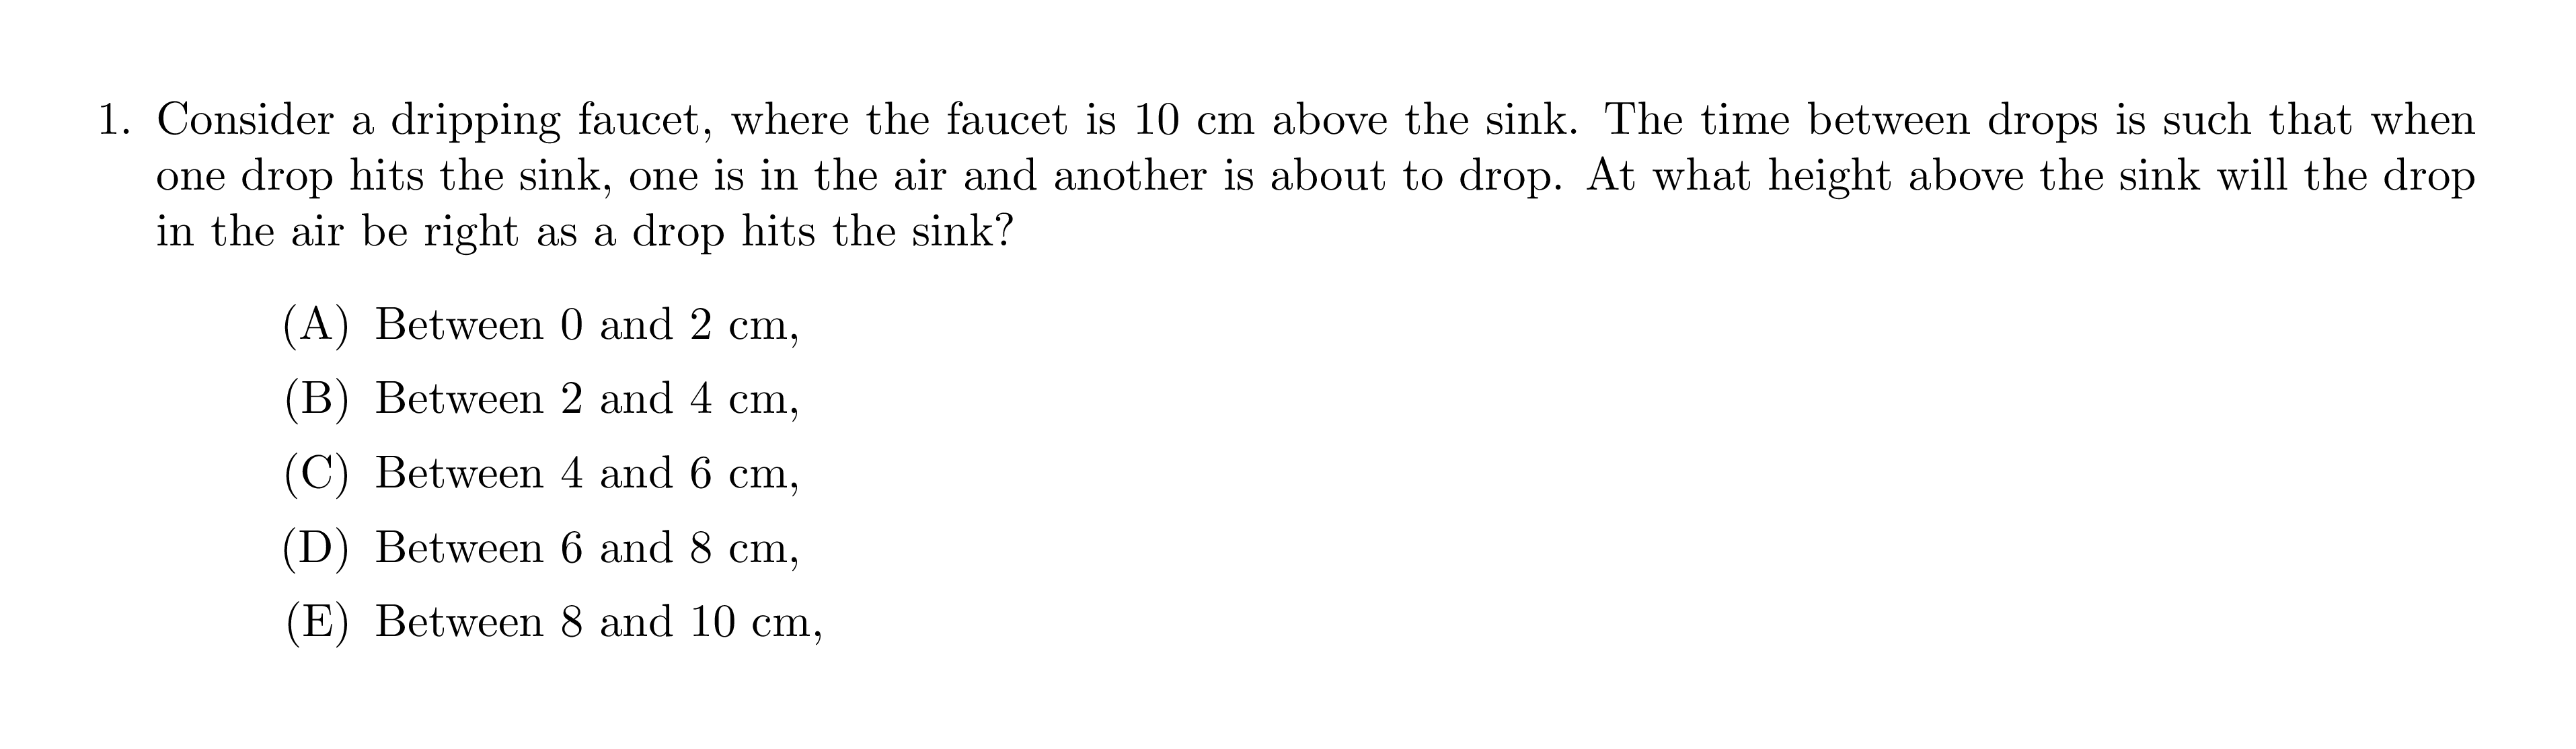 1. Consider a dripping faucet, where the faucet is 10 cm above the sink. The time between drops is such that when
one drop hits the sink, one is in the air and another is about to drop. At what height above the sink will the drop
in the air be right as a drop hits the sink?
(A) Between 0 and 2 cm,
(B) Between 2 and 4 cm,
(C) Between 4 and 6 cm,
(D) Between 6 and 8 cm,
(E) Between 8 and 10 cm,